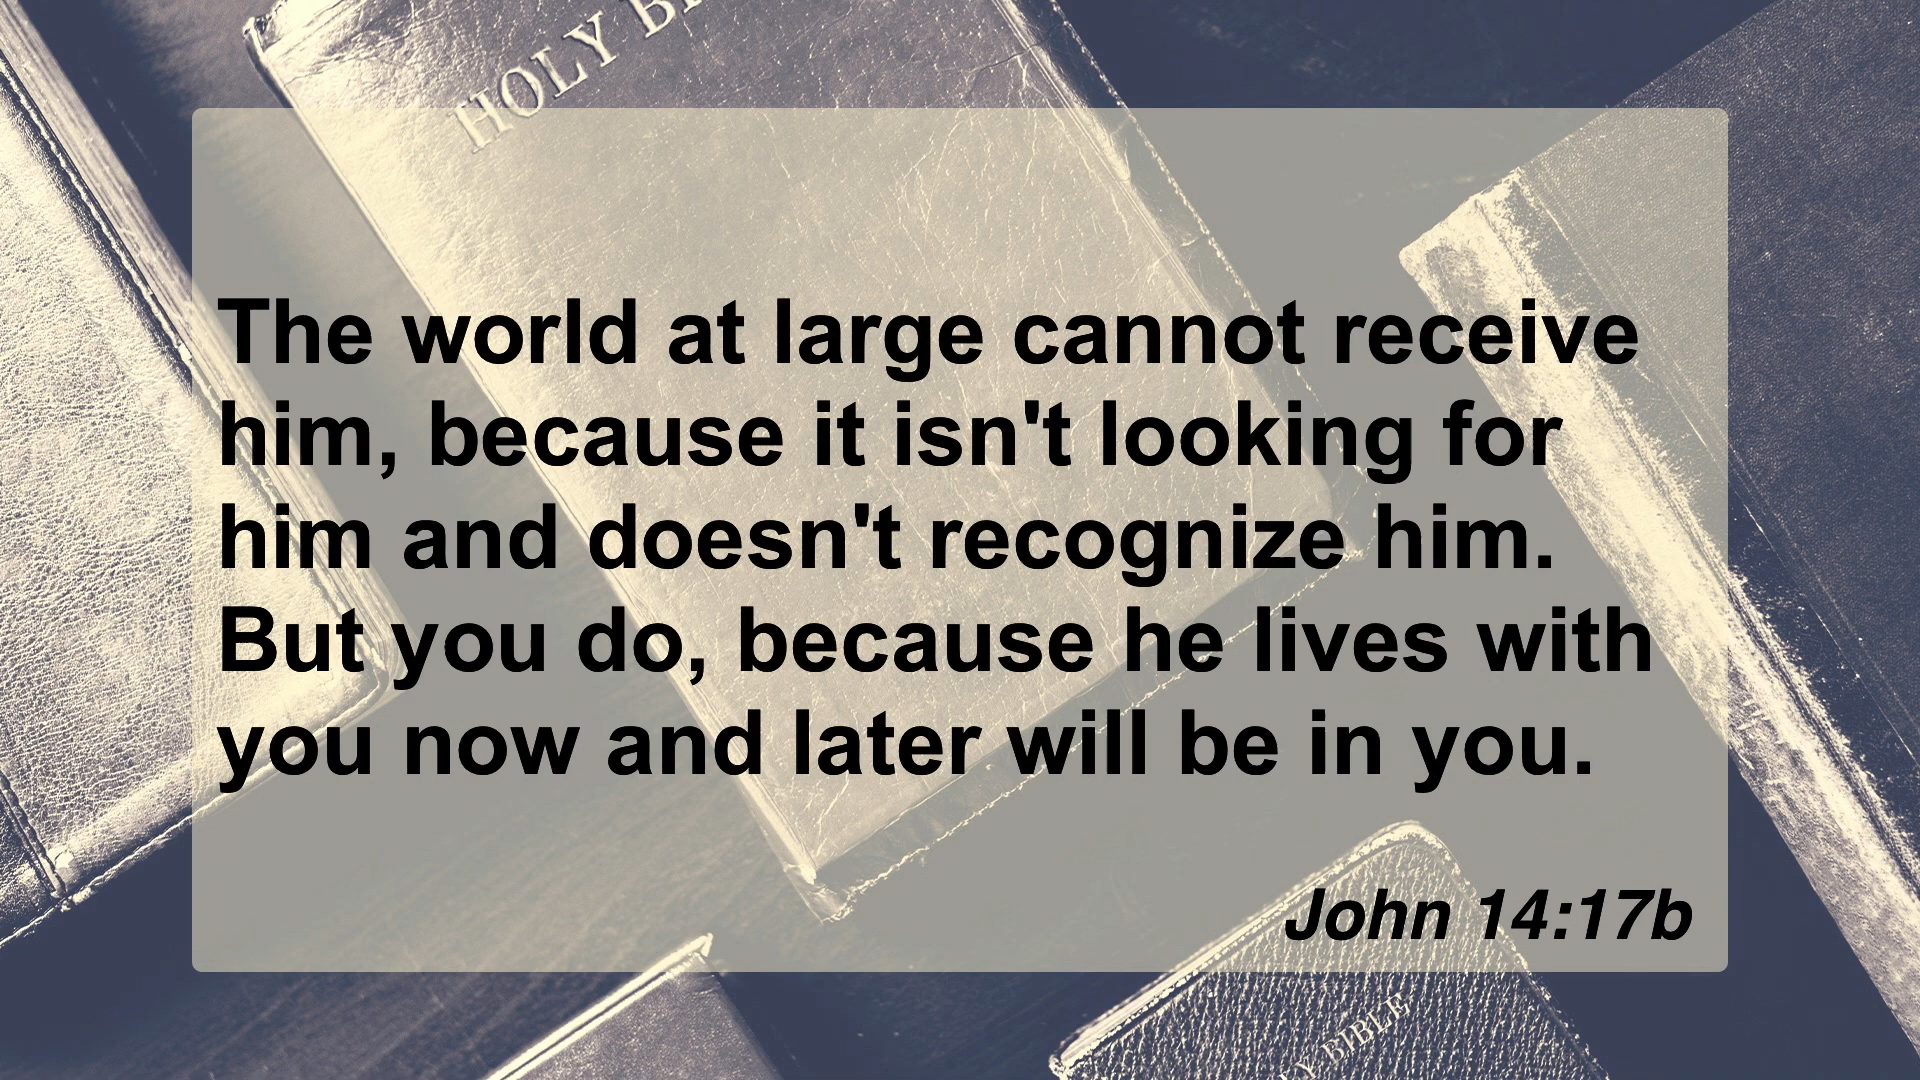 HOLY BI
The world at large cannot receive
him, because it isn't looking for
him and doesn't recognize him.
But you do, because he lives with
you now and later will be in you.
John 14:17b
Y BIBLE